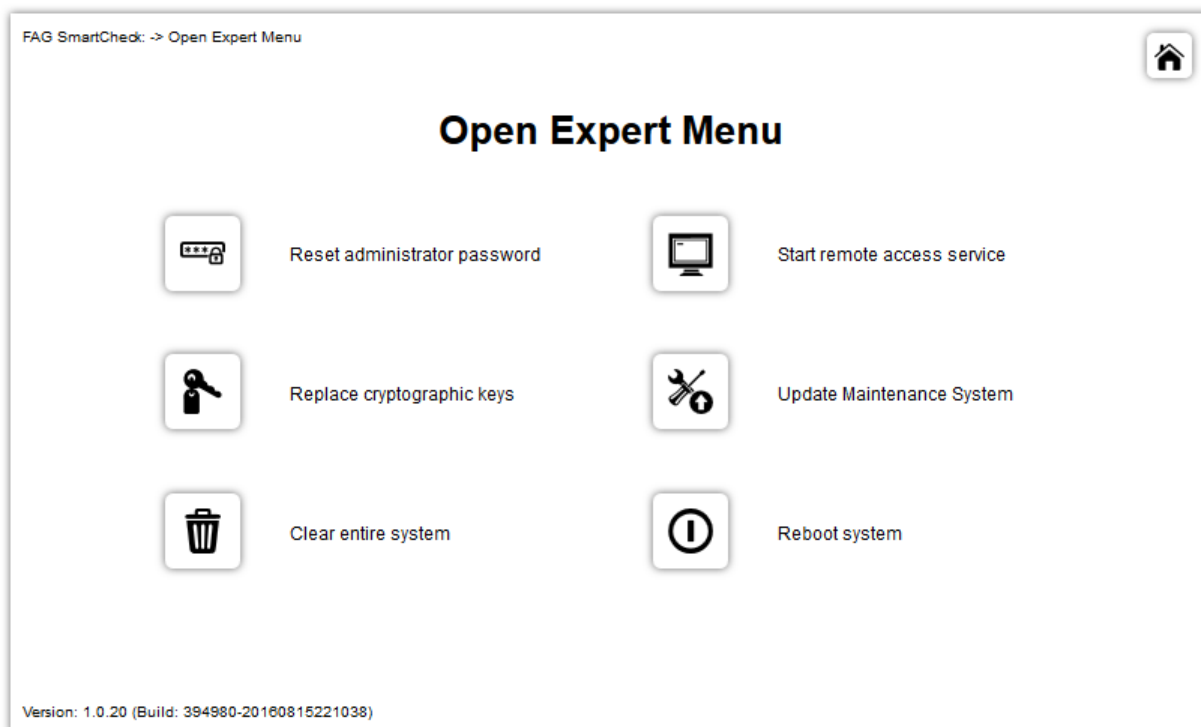 FAG SmartCheck: -> Open Expert Menu
Open Expert Menu
Reset administrator password
Start remote access service
Replace cryptographic keys
Update Maintenance System
Clear entire system
Reboot system
Version: 1.0.20 (Build: 394980-20160815221038)